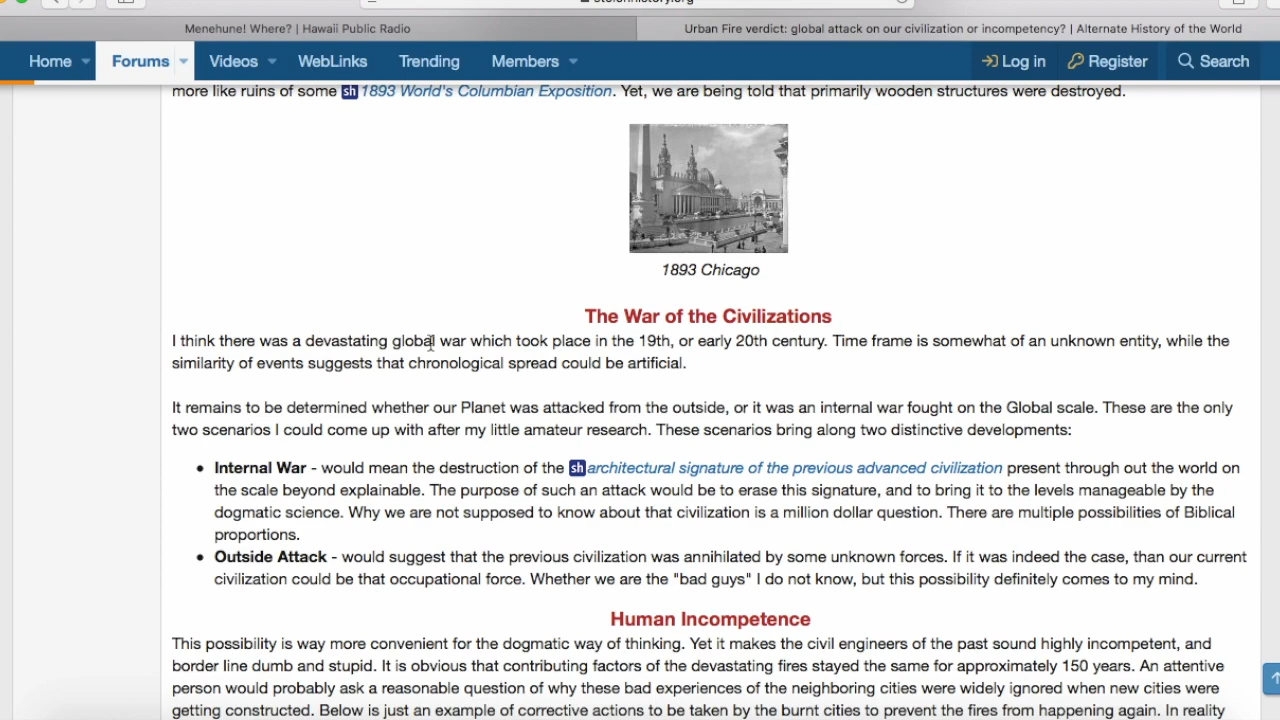 Menehune! Where? | Hawaii Public Radio
Urban Fire verdict: global attack on our civilization or incompetency? | Alternate History of the World
Home Forums Videos WebLinks Trending Members Log in Register Search
more like ruins of some sh 1893 World's Columbian Exposition. Yet, we are being told that primarily wooden structures were destroyed.
1893 Chicago
The War of the Civilizations
I think there was a devastating global war which took place in the 19th, or early 20th century. Time frame is somewhat of an unknown entity, while the
similarity of events suggests that chronological spread could be artificial.
It remains to be determined whether our Planet was attacked from the outside, or it was an internal war fought on the Global scale. These are the only
two scenarios I could come up with after my little amateur research. These scenarios bring along two distinctive developments:
• Internal War - would mean the destruction of the sh architectural signature of the previous advanced civilization present through out the world on
the scale beyond explainable. The purpose of such an attack would be to erase this signature, and to bring it to the levels manageable by the
dogmatic science. Why we are not supposed to know about that civilization is a million dollar question. There are multiple possibilities of Biblical
proportions.
• Outside Attack - would suggest that the previous civilization was annihilated by some unknown forces. If it was indeed the case, than our current
civilization could be that occupational force. Whether we are the "bad guys" I do not know, but this possibility definitely comes to my mind.
Human Incompetence
This possibility is way more convenient for the dogmatic way of thinking. Yet it makes the civil engineers of the past sound highly incompetent, and
border line dumb and stupid. It is obvious that contributing factors of the devastating fires stayed the same for approximately 150 years. An attentive
person would probably ask a reasonable question of why these bad experiences of the neighboring cities were widely ignored when new cities were
getting constructed. Below is just an example of corrective actions to be taken by the burnt cities to prevent the fires from happening again. In reality